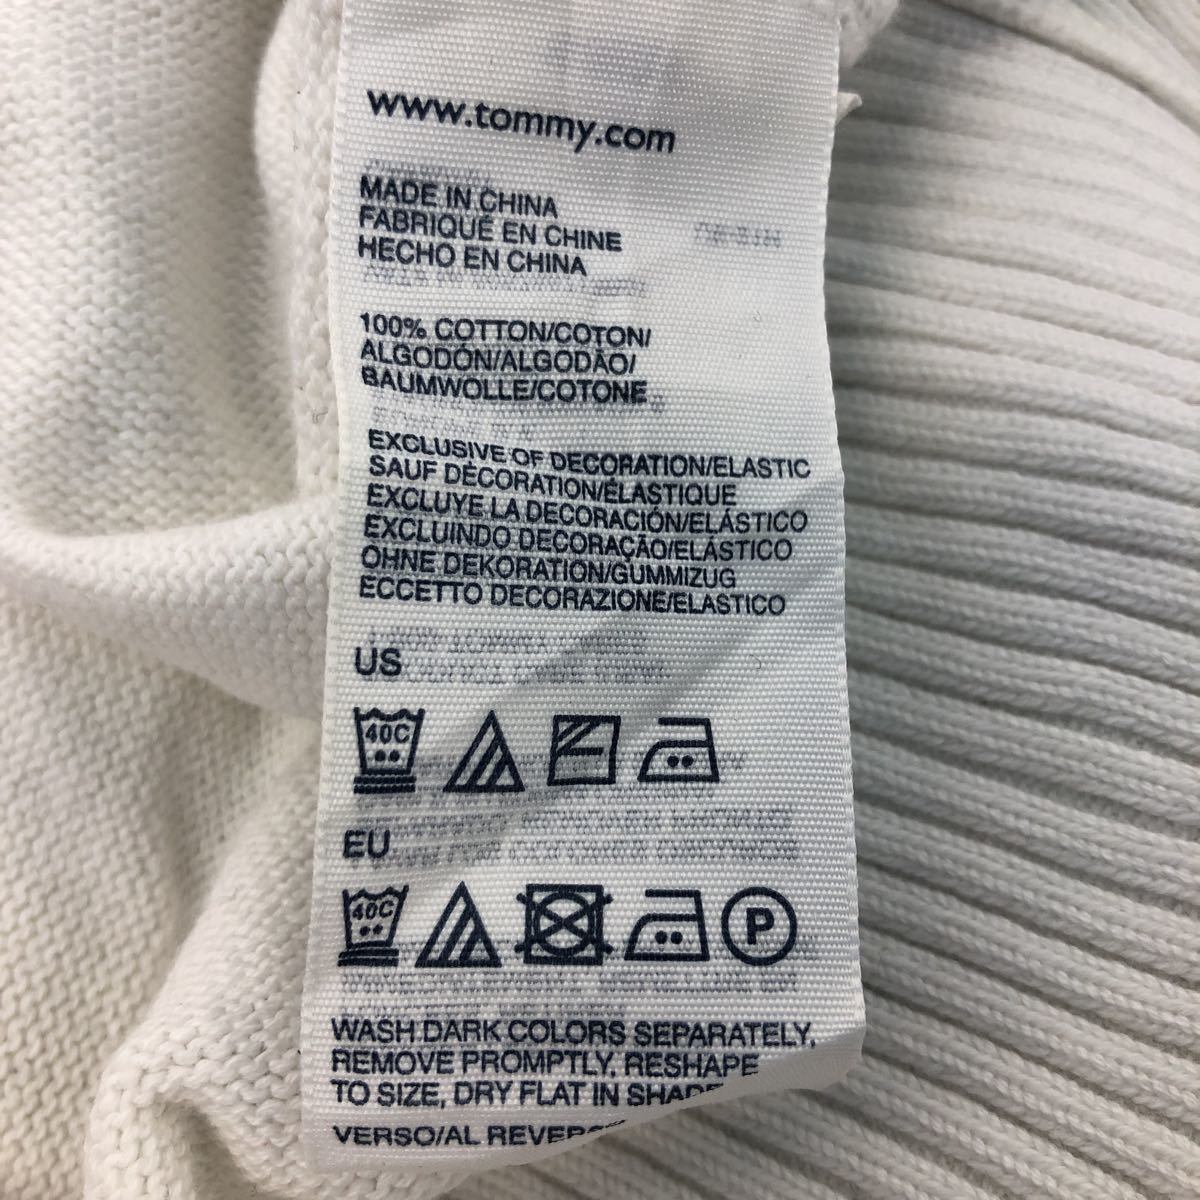 www.tommy.com
MADE IN CHINA
FABRIQUÉ EN CHINE
HECHO EN CHINA
100% COTTON/COTON/
ALGODÓN/ALGODÃO/
BAUMWOLLE/COTONE
EXCLUSIVE OF DECORATION/ELASTIC
SAUF DÉCORATION/ÉLASTIQUE
EXCLUYE LA DECORACIÓN/ELÁSTICO
EXCLUINDO DECORAÇÃO/ELÁSTICO
OHNE DEKORATION/GUMMIZUG
ECCETTO DECORAZIONE/ELASTICO
US
40C
EU
40C P
WASH DARK COLORS SEPARATELY,
REMOVE PROMPTLY, RESHAPE
TO SIZE, DRY FLAT IN SHADE
VERSO/AL